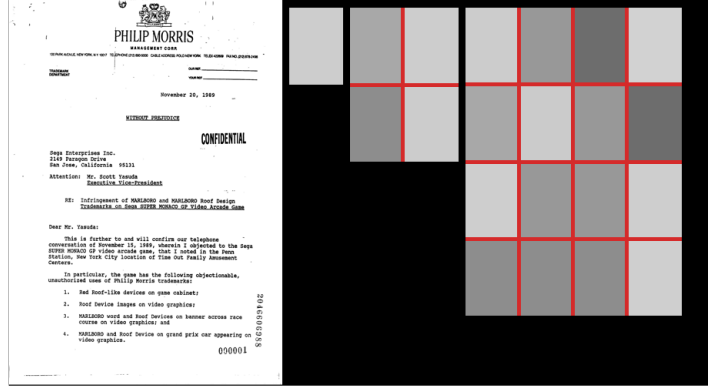 PHILIP MORRIS
MANAGEMENT CORP.
TRADEMARK
DEPARTMENT
OUR REF.
YOUR REF.
November 20, 1989
WITHOUT PREJUDICE
CONFIDENTIAL
Sega Enterprises Inc.
2149 Paragon Drive
San Jose, California 95131
Attention: Mr. Scott Yasuda
Executive Vice-President
RE: Infringement of MARLBORO and MARLBORO Roof Design
Trademarks on Sega SUPER MONACO GP Video Arcade Game
Dear Mr. Yasuda:
This is further to and will confirm our telephone
conversation of November 15, 1989, wherein I objected to the Sega
SUPER MONACO GP video arcade game, that I noted in the Penn
Station, New York City location of Time Out Family Amusement
Centers.
In particular, the game has the following objectionable,
unauthorized uses of Philip Morris trademarks:
1. Red Roof-like devices on game cabinet;
2. Roof Device images on video graphics;
3. MARLBORO word and Roof Devices on banner across race
course on video graphics; and
4. MARLBORO and Roof Device on grand prix car appearing on
video graphics.
2046606988
000001